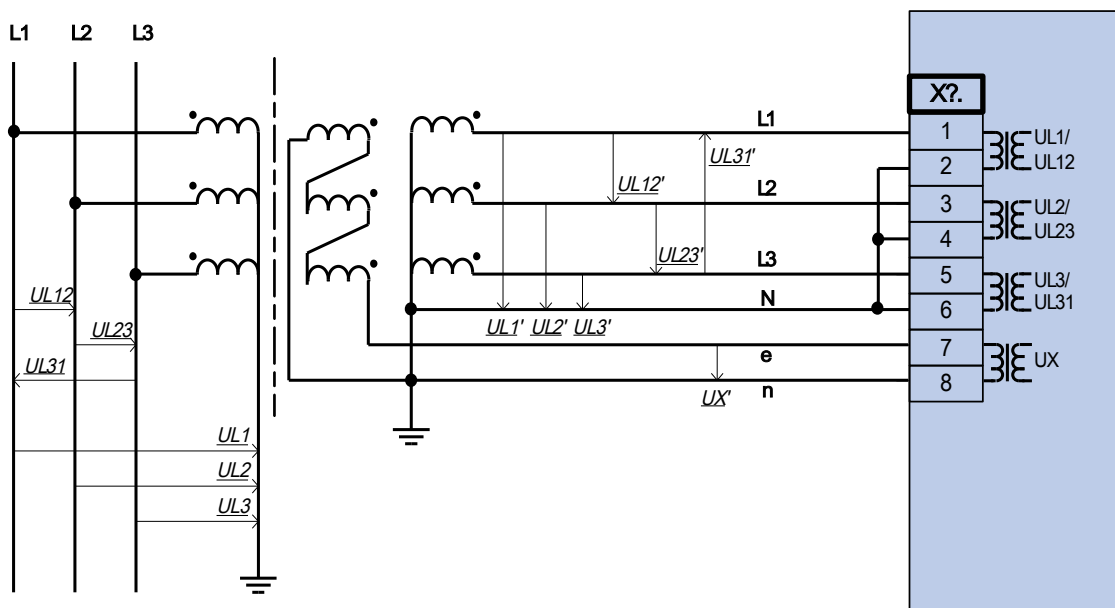 L1 L2 L3
X?.
L1
1
UL1/
UL12
UL31'
2
UL12'
L2
3
UL2/
UL23
UL23'
4
L3
5
UL3/
UL31
N
6
UL12
UL1' UL2' UL3'
UL23
7
e
UX
UL31
n
8
UX'
UL1
UL2
UL3